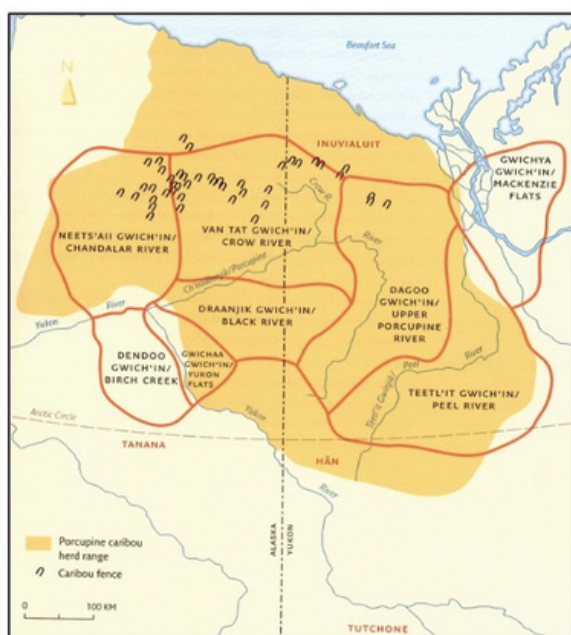 Beaufort Sea
N
INUVIALUIT
GWICHYA
GWICH'IN/
MACKENZIE
FLATS
Crow R.
NEETS'AII GWICH'IN/
CHANDALAR RIVER
VAN TAT GWICH'IN/
CROW RIVER
River
Porcupine
DAGOO
GWICH'IN/
UPPER
PORCUPINE
RIVER
DRAANJIK GWICH'IN/
BLACK RIVER
River
Yukon
DENDOO
GWICH'IN/
BIRCH CREEK
GWICHAA
GWICH'IN/
YUKON
FLATS
River
Peel
TEETL'IT GWICH'IN/
PEEL RIVER
Teetl'it Gwinjik/
Arctic Circle
Yukon
TANANA
HÄN
River
ALASKA
YUKON
Porcupine caribou
herd range
Caribou fence
0 100 KM
TUTCHONE